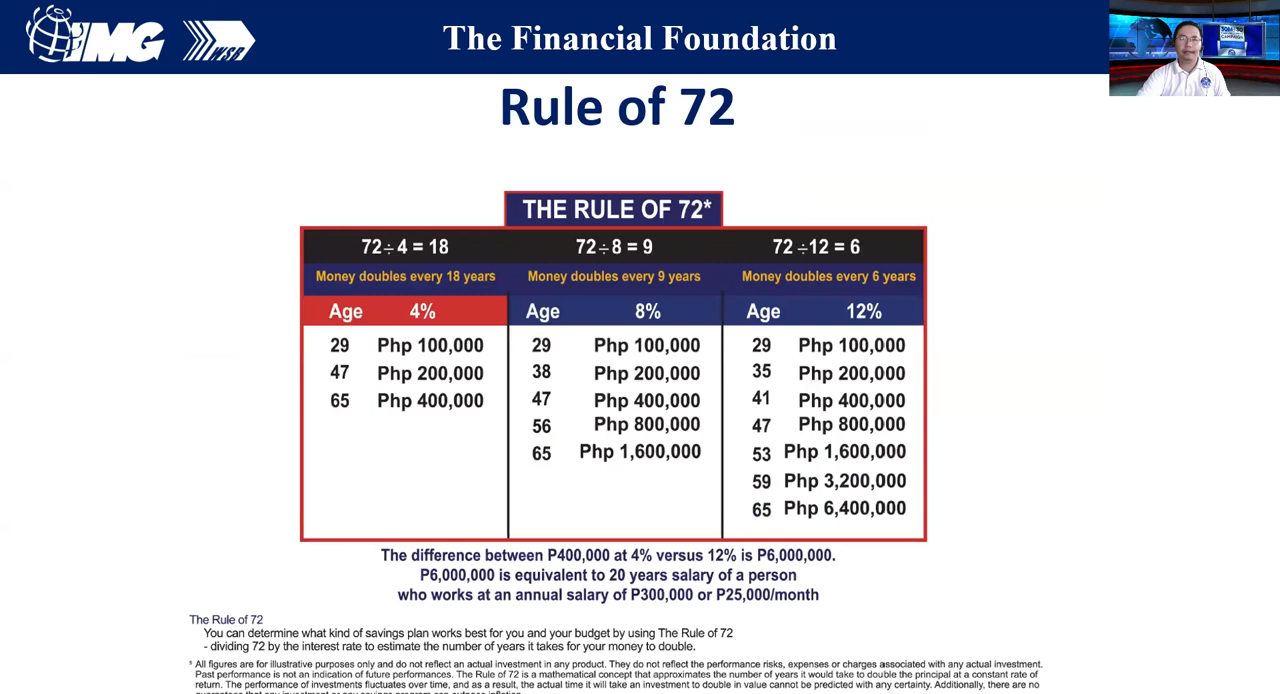 IMG WSB The Financial Foundation
Rule of 72
THE RULE OF 72*
72÷4 = 18 72÷8 = 9 72÷12 = 6
Money doubles every 18 years Money doubles every 9 years Money doubles every 6 years
Age 4% Age 8% Age 12%
29 Php 100,000 29 Php 100,000 29 Php 100,000
47 Php 200,000 38 Php 200,000 35 Php 200,000
65 Php 400,000 47 Php 400,000 41 Php 400,000
56 Php 800,000 47 Php 800,000
65 Php 1,600,000 53 Php 1,600,000
59 Php 3,200,000
65 Php 6,400,000
The difference between P400,000 at 4% versus 12% is P6,000,000.
P6,000,000 is equivalent to 20 years salary of a person
who works at an annual salary of P300,000 or P25,000/month
The Rule of 72
You can determine what kind of savings plan works best for you and your budget by using The Rule of 72
- dividing 72 by the interest rate to estimate the number of years it takes for your money to double.
All figures are for illustrative purposes only and do not reflect an actual investment in any product. They do not reflect the performance risks, expenses or charges associated with any actual investment.
Past performance is not an indication of future performances. The Rule of 72 is a mathematical concept that approximates the number of years it would take to double the principal at a constant rate of
return. The performance of investments fluctuates over time, and as a result, the actual time it will take an investment to double in value cannot be predicted with any certainty. Additionally, there are no